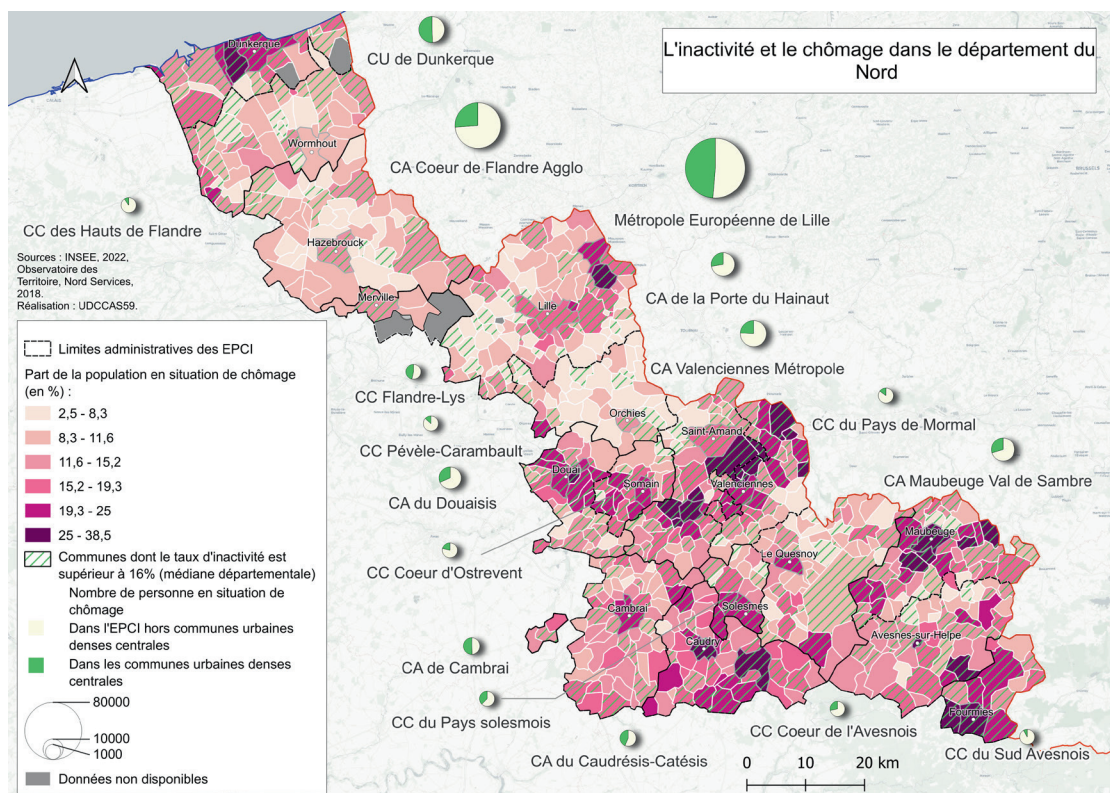 L'inactivité et le chômage dans le département du
Nord
CU de Dunkerque
CA Coeur de Flandre Agglo
Métropole Européenne de Lille
CC des Hauts de Flandre
CA de la Porte du Hainaut
CA Valenciennes Métropole
CC Flandre-Lys
CC du Pays de Mormal
CC Pévèle-Carambault
CA Maubeuge Val de Sambre
CA du Douaisis
CC Coeur d'Ostrevent
CA de Cambrai
CC du Pays solesmois
CA du Caudrésis-Catésis
CC Coeur de l'Avesnois
CC du Sud Avesnois
Dunkerque
Wormhout
Hazebrouck
Merville
Lille
Orchies
Saint-Amand
Douai
Somain
Valenciennes
Le Quesnoy
Maubeuge
Cambrai
Solesmes
Caudry
Avesnes-sur-Helpe
Fourmies
Sources : INSEE, 2022,
Observatoire des
Territoire, Nord Services,
2018.
Réalisation : UDCCAS59.
Limites administratives des EPCI
Part de la population en situation de chômage
(en %) :
2,5 - 8,3
8,3 - 11,6
11,6 - 15,2
15,2 - 19,3
19,3 - 25
25 - 38,5
Communes dont le taux d'inactivité est
supérieur à 16% (médiane départementale)
Nombre de personne en situation de
chômage
Dans l'EPCI hors communes urbaines
denses centrales
Dans les communes urbaines denses
centrales
80000
10000
1000
Données non disponibles
0 10 20 km